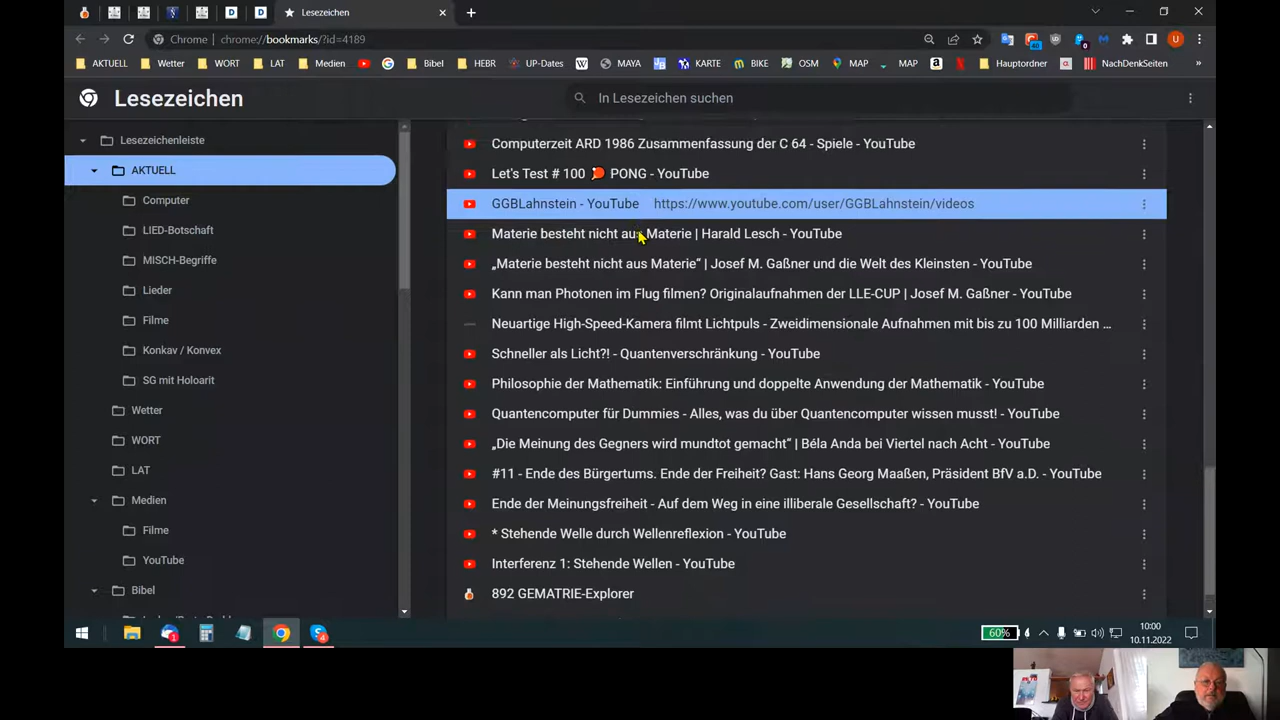 Lesezeichen
Chrome | chrome://bookmarks/?id=4189
AKTUELL Wetter WORT LAT Medien Bibel HEBR UP-Dates MAYA KARTE BIKE OSM MAP MAP Hauptordner NachDenkSeiten »
Lesezeichen
In Lesezeichen suchen
Lesezeichenleiste
AKTUELL
Computer
LIED-Botschaft
MISCH-Begriffe
Lieder
Filme
Konkav / Konvex
SG mit Holoarit
Wetter
WORT
LAT
Medien
Filme
YouTube
Bibel
Computerzeit ARD 1986 Zusammenfassung der C 64 - Spiele - YouTube
Let's Test # 100 🏓 PONG - YouTube
GGBLahnstein - YouTube https://www.youtube.com/user/GGBLahnstein/videos
Materie besteht nicht aus Materie | Harald Lesch - YouTube
„Materie besteht nicht aus Materie“ | Josef M. Gaßner und die Welt des Kleinsten - YouTube
Kann man Photonen im Flug filmen? Originalaufnahmen der LLE-CUP | Josef M. Gaßner - YouTube
Neuartige High-Speed-Kamera filmt Lichtpuls - Zweidimensionale Aufnahmen mit bis zu 100 Milliarden ...
Schneller als Licht?! - Quantenverschränkung - YouTube
Philosophie der Mathematik: Einführung und doppelte Anwendung der Mathematik - YouTube
Quantencomputer für Dummies - Alles, was du über Quantencomputer wissen musst! - YouTube
„Die Meinung des Gegners wird mundtot gemacht“ | Béla Anda bei Viertel nach Acht - YouTube
#11 - Ende des Bürgertums. Ende der Freiheit? Gast: Hans Georg Maaßen, Präsident BfV a.D. - YouTube
Ende der Meinungsfreiheit - Auf dem Weg in eine illiberale Gesellschaft? - YouTube
* Stehende Welle durch Wellenreflexion - YouTube
Interferenz 1: Stehende Wellen - YouTube
892 GEMATRIE-Explorer
60%
10:00
10.11.2022